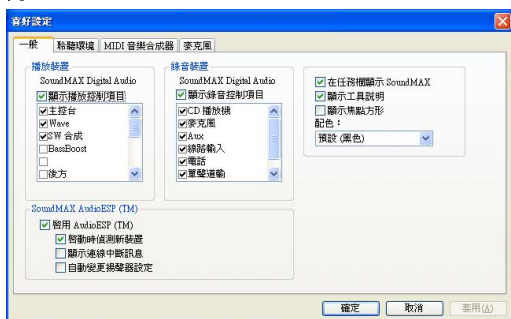 喜好設定
一般
聆聽環境
MIDI 音樂合成器
麥克風
播放裝置
SoundMAX Digital Audio
顯示播放控制項目
主控台
Wave
SW 合成
BassBoost
後方
錄音裝置
SoundMAX Digital Audio
顯示錄音控制項目
CD 播放機
麥克風
Aux
線路輸入
電話
單聲道輸
在任務欄顯示 SoundMAX
顯示工具說明
顯示焦點方形
配色：
預設 (黑色)
SoundMAX AudioESP (TM)
啓用 AudioESP (TM)
啓動時偵測新裝置
顯示連線中斷訊息
自動變更揚聲器設定
確定
取消
套用(A)